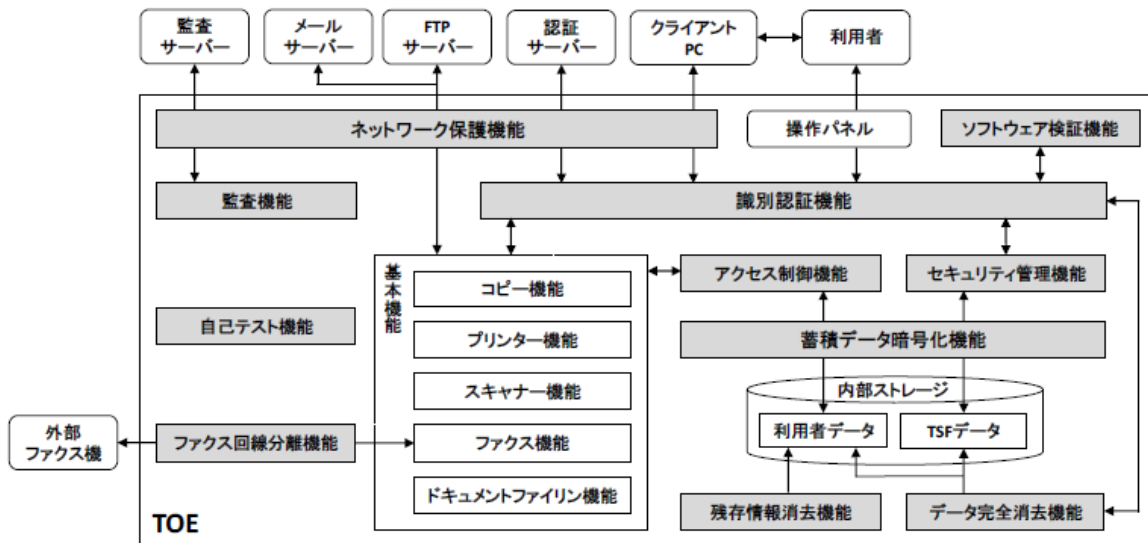 監査
サーバー
メール
サーバー
FTP
サーバー
認証
サーバー
クライアント
PC
利用者
ネットワーク保護機能
操作パネル
ソフトウェア検証機能
監査機能
識別認証機能
基本機能
コピー機能
アクセス制御機能
セキュリティ管理機能
自己テスト機能
プリンター機能
蓄積データ暗号化機能
スキャナー機能
内部ストレージ
外部
ファクス機
ファクス回線分離機能
ファクス機能
利用者データ
TSFデータ
ドキュメントファイリン機能
残存情報消去機能
データ完全消去機能
TOE